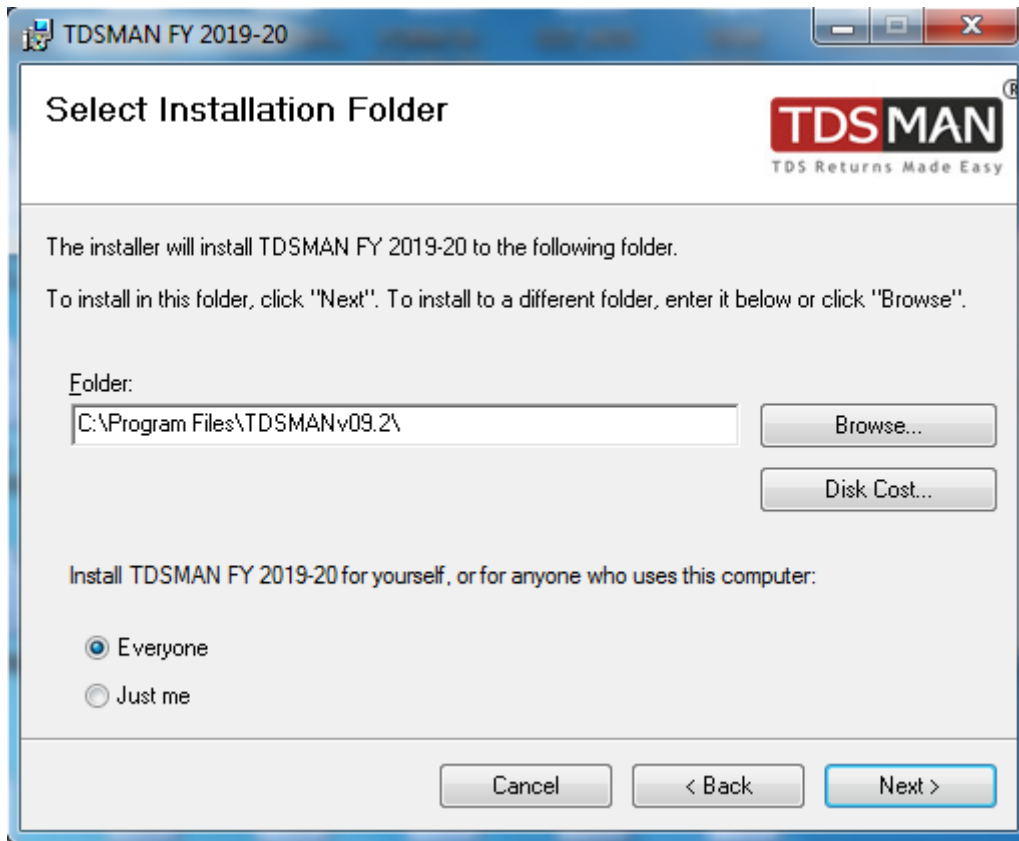 TDSMAN FY 2019-20
Select Installation Folder
TDSMAN®
TDS Returns Made Easy
The installer will install TDSMAN FY 2019-20 to the following folder.
To install in this folder, click "Next". To install to a different folder, enter it below or click "Browse".
Folder:
C:\Program Files\TDSMANv09.2\
Browse...
Disk Cost...
Install TDSMAN FY 2019-20 for yourself, or for anyone who uses this computer:
Everyone
Just me
Cancel
< Back
Next >